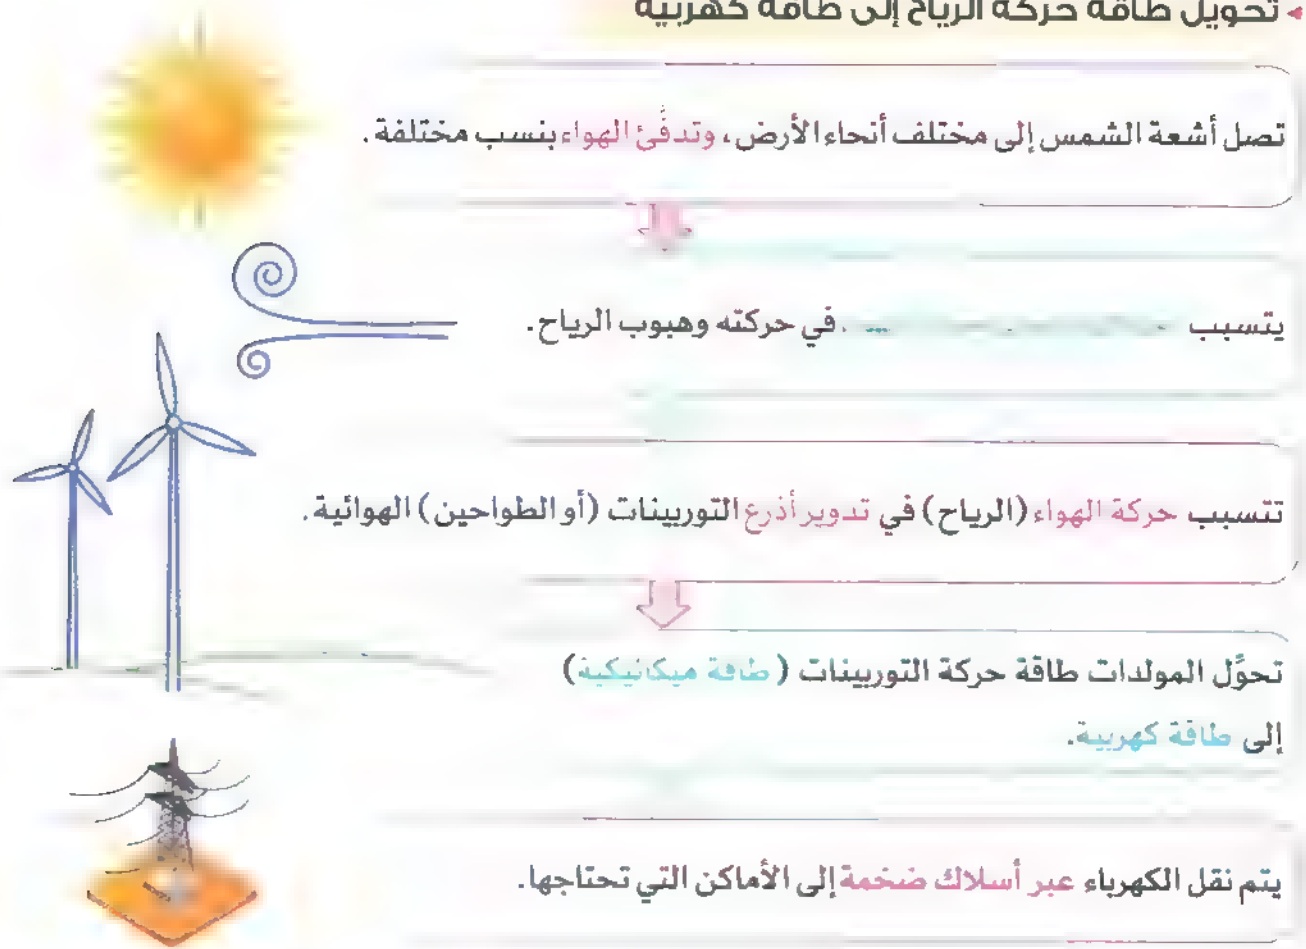 تحويل طاقة حركة الرياح إلى طاقة كهربية
تصل أشعة الشمس إلى مختلف أنحاء الأرض، وتدفِّئ الهواء بنسب مختلفة.
يتسبب في حركته وهبوب الرياح.
تتسبب حركة الهواء (الرياح) في تدوير أذرع التوربينات (أو الطواحين) الهوائية.
تحوِّل المولدات طاقة حركة التوربينات (طاقة ميكانيكية)
إلى طاقة كهربية.
يتم نقل الكهرباء عبر أسلاك ضخمة إلى الأماكن التي تحتاجها.